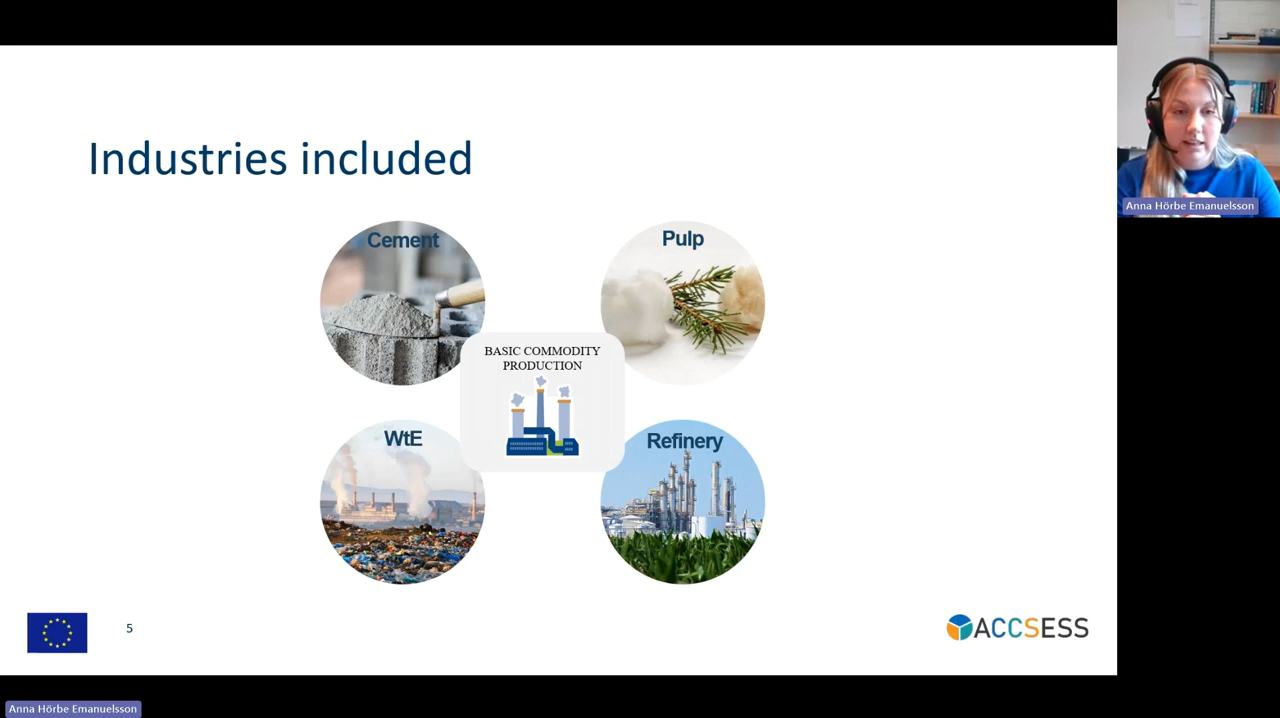 Industries included
Cement
Pulp
BASIC COMMODITY
PRODUCTION
WtE
Refinery
5
ACCSESS
Anna Hörbe Emanuelsson
Anna Hörbe Emanuelsson